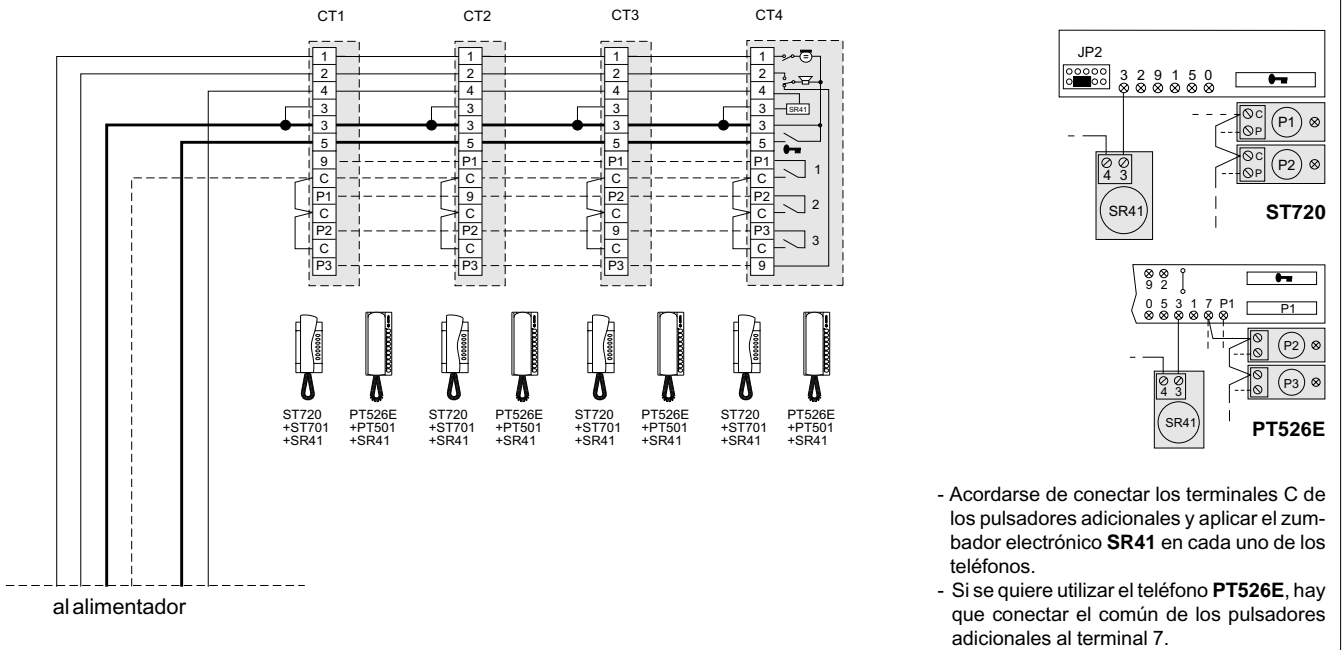 CT1 CT2 CT3 CT4
1 1 1 1
2 2 2 2
4 4 4 4
3 3 3 3 SR41
3 3 3 3
5 5 5 5
9 P1 P1 P1 1
C C C C
P1 9 P2 P2 2
C C C C
P2 P2 9 P3 3
C C C C
P3 P3 P3 9
ST720 PT526E ST720 PT526E ST720 PT526E ST720 PT526E
+ST701 +PT501 +ST701 +PT501 +ST701 +PT501 +ST701 +PT501
+SR41 +SR41 +SR41 +SR41 +SR41 +SR41 +SR41 +SR41
al alimentador
JP2
3 2 9 1 5 0
C P1
P
C P2
P
4 3
SR41
ST720
9 2
0 5 3 1 7 P1
P1
P2
P3
4 3
SR41
PT526E
- Acordarse de conectar los terminales C de
los pulsadores adicionales y aplicar el zum-
bador electrónico SR41 en cada uno de los
teléfonos.
- Si se quiere utilizar el teléfono PT526E, hay
que conectar el común de los pulsadores
adicionales al terminal 7.